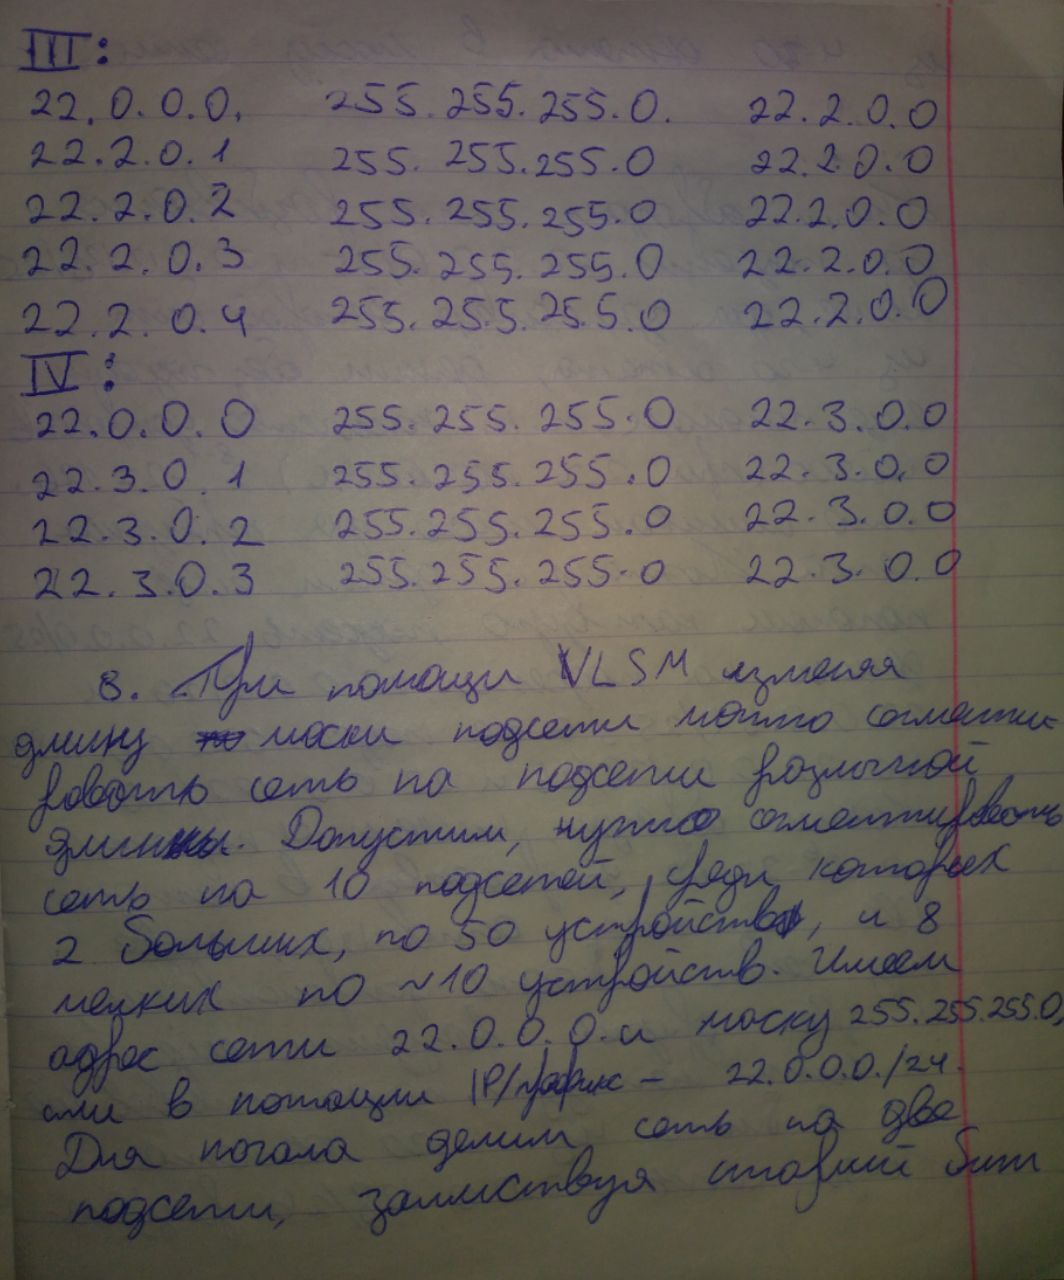 III:
22.0.0.0. 255.255.255.0. 22.2.0.0
22.2.0.1 255.255.255.0 22.2.0.0
22.2.0.2 255.255.255.0 22.2.0.0
22.2.0.3 255.255.255.0 22.2.0.0
22.2.0.4 255.255.255.0 22.2.0.0
IV:
22.0.0.0 255.255.255.0 22.3.0.0
22.3.0.1 255.255.255.0 22.3.0.0
22.3.0.2 255.255.255.0 22.3.0.0
22.3.0.3 255.255.255.0 22.3.0.0
8. При помощи VLSM изменяя
длину маски подсети можно сегменти-
ровать сеть на подсети различной
длинны. Допустим, нужно сегментировать
сеть на 10 подсетей, среди которых
2 больших, по 50 устройств, и 8
мелких по ~10 устройств. Имеем
адрес сети 22.0.0.0. и маску 255.255.255.0,
или в нотации IP/префикс - 22.0.0.0./24.
Для начала делим сеть на две
подсети, заимствуя старший бит